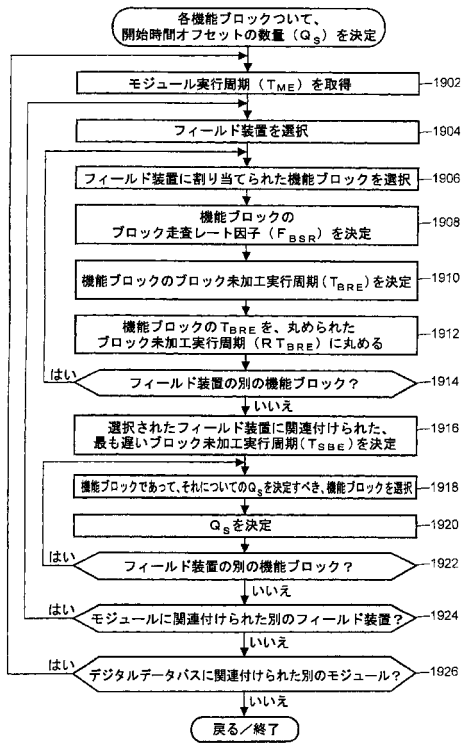 各機能ブロックついて、
開始時間オフセットの数量（QS）を決定
モジュール実行周期（TME）を取得
1902
フィールド装置を選択
1904
フィールド装置に割り当てられた機能ブロックを選択
1906
機能ブロックの
ブロック走査レート因子（FBSR）を決定
1908
機能ブロックのブロック未加工実行周期（TBRE）を決定
1910
機能ブロックのTBREを、丸められた
ブロック未加工実行周期（RTBRE）に丸める
1912
はい
フィールド装置の別の機能ブロック？
1914
いいえ
選択されたフィールド装置に関連付けられた、
最も遅いブロック未加工実行周期（TSBE）を決定
1916
機能ブロックであって、それについてのQSを決定すべき、機能ブロックを選択
1918
QSを決定
1920
はい
フィールド装置の別の機能ブロック？
1922
いいえ
はい
モジュールに関連付けられた別のフィールド装置？
1924
いいえ
はい
デジタルデータバスに関連付けられた別のモジュール？
1926
いいえ
戻る／終了